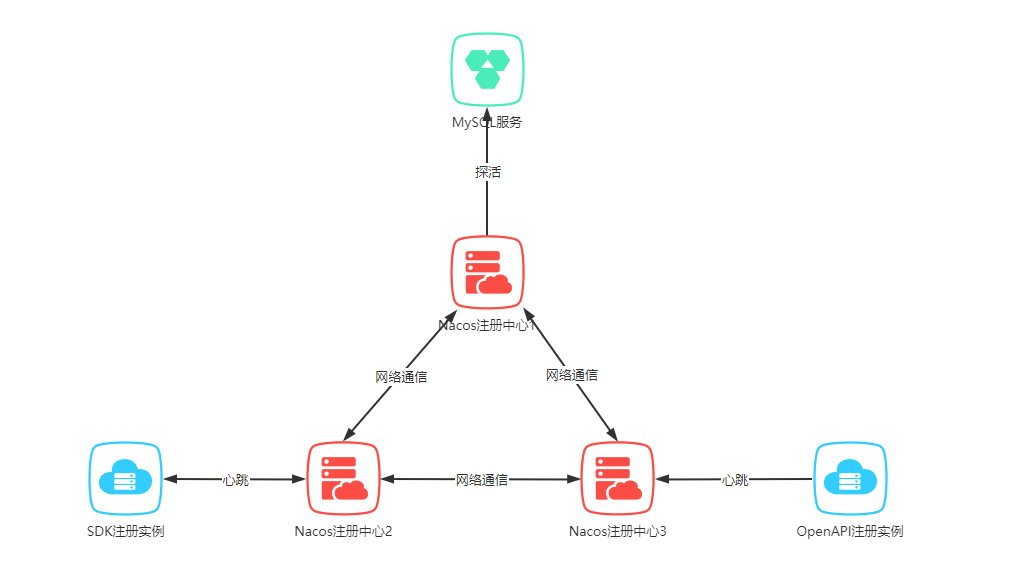 MySQL服务
探活
Nacos注册中心1
网络通信
网络通信
心跳
网络通信
心跳
SDK注册实例
Nacos注册中心2
Nacos注册中心3
OpenAPI注册实例